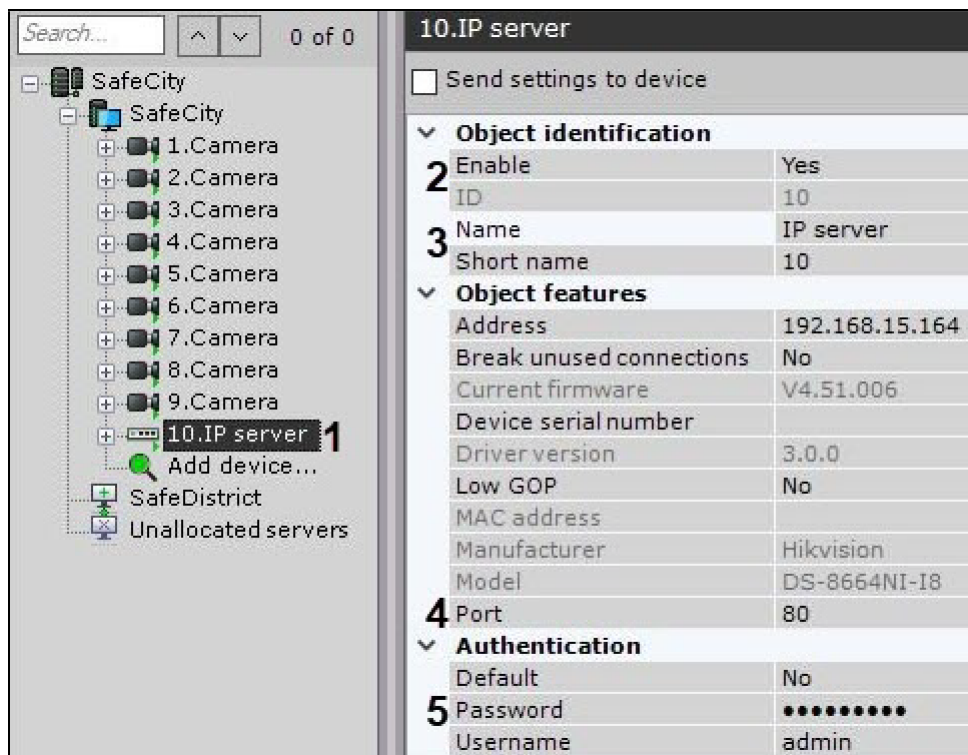 Search...
0 of 0
SafeCity
SafeCity
1.Camera
2.Camera
3.Camera
4.Camera
5.Camera
6.Camera
7.Camera
8.Camera
9.Camera
10.IP server 1
Add device...
SafeDistrict
Unallocated servers
10.IP server
Send settings to device
Object identification
2 Enable Yes
ID 10
3 Name IP server
Short name 10
Object features
Address 192.168.15.164
Break unused connections No
Current firmware V4.51.006
Device serial number
Driver version 3.0.0
Low GOP No
MAC address
Manufacturer Hikvision
Model DS-8664NI-I8
4 Port 80
Authentication
Default No
5 Password •••••••••
Username admin